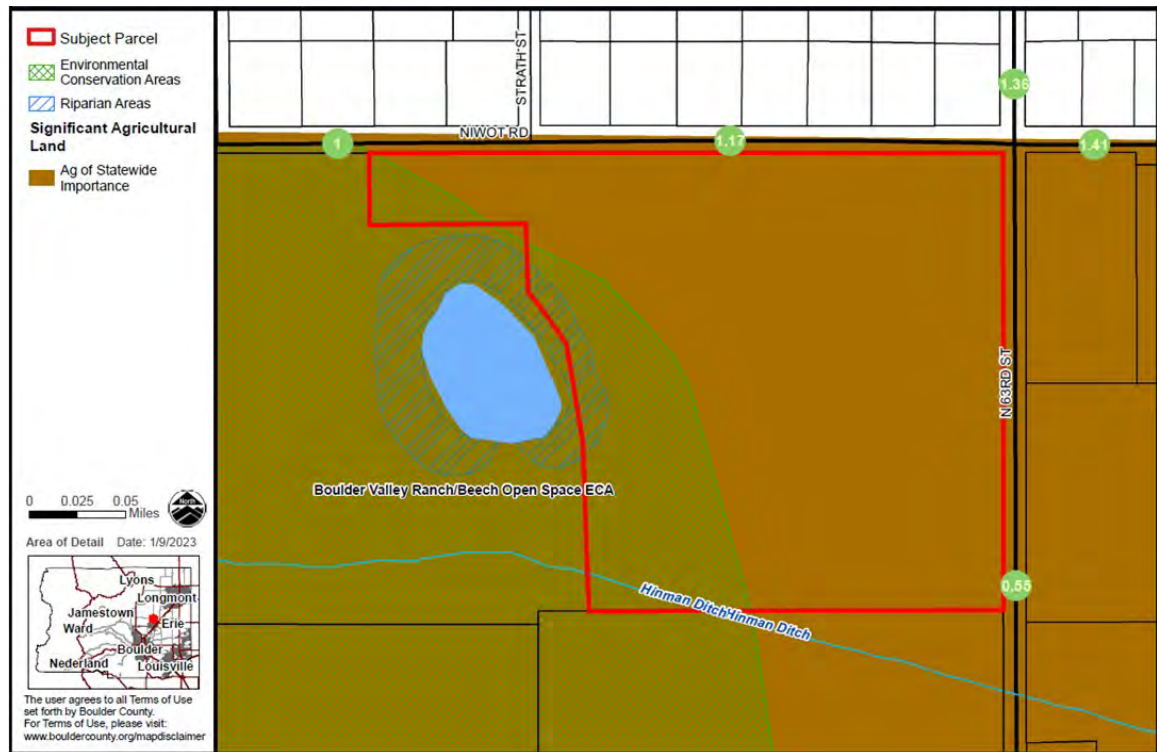 Subject Parcel
Environmental
Conservation Areas
Riparian Areas
Significant Agricultural
Land
Ag of Statewide
Importance
0 0.025 0.05
Miles
North
Area of Detail Date: 1/9/2023
Lyons
Longmont
Jamestown
Ward
Erie
Boulder
Nederland
Louisville
The user agrees to all Terms of Use
set forth by Boulder County.
For Terms of Use, please visit:
www.bouldercounty.org/mapdisclaimer
STRATH ST
NIWOT RD
1.36
1
1.17
1.41
N 63RD ST
Boulder Valley Ranch/Beech Open Space ECA
0.55
Hinman Ditch
Hinman Ditch